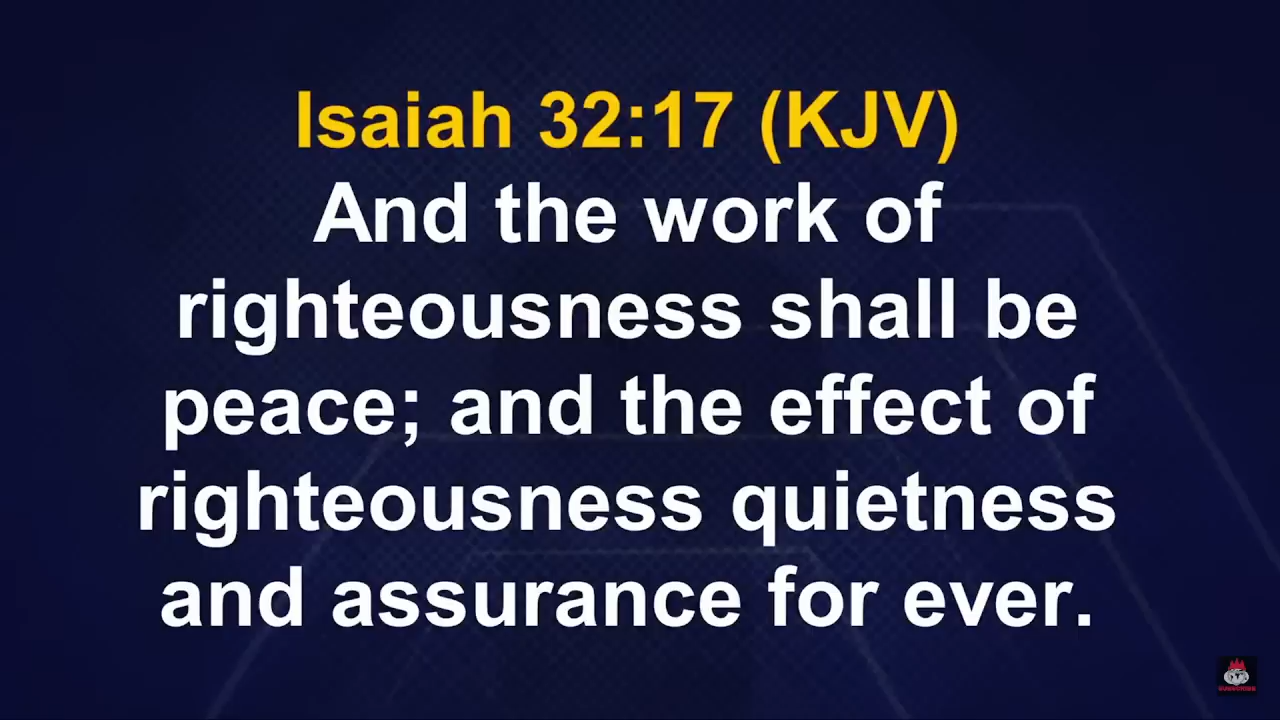 Isaiah 32:17 (KJV)
And the work of
righteousness shall be
peace; and the effect of
righteousness quietness
and assurance for ever.
SUBSCRIBE